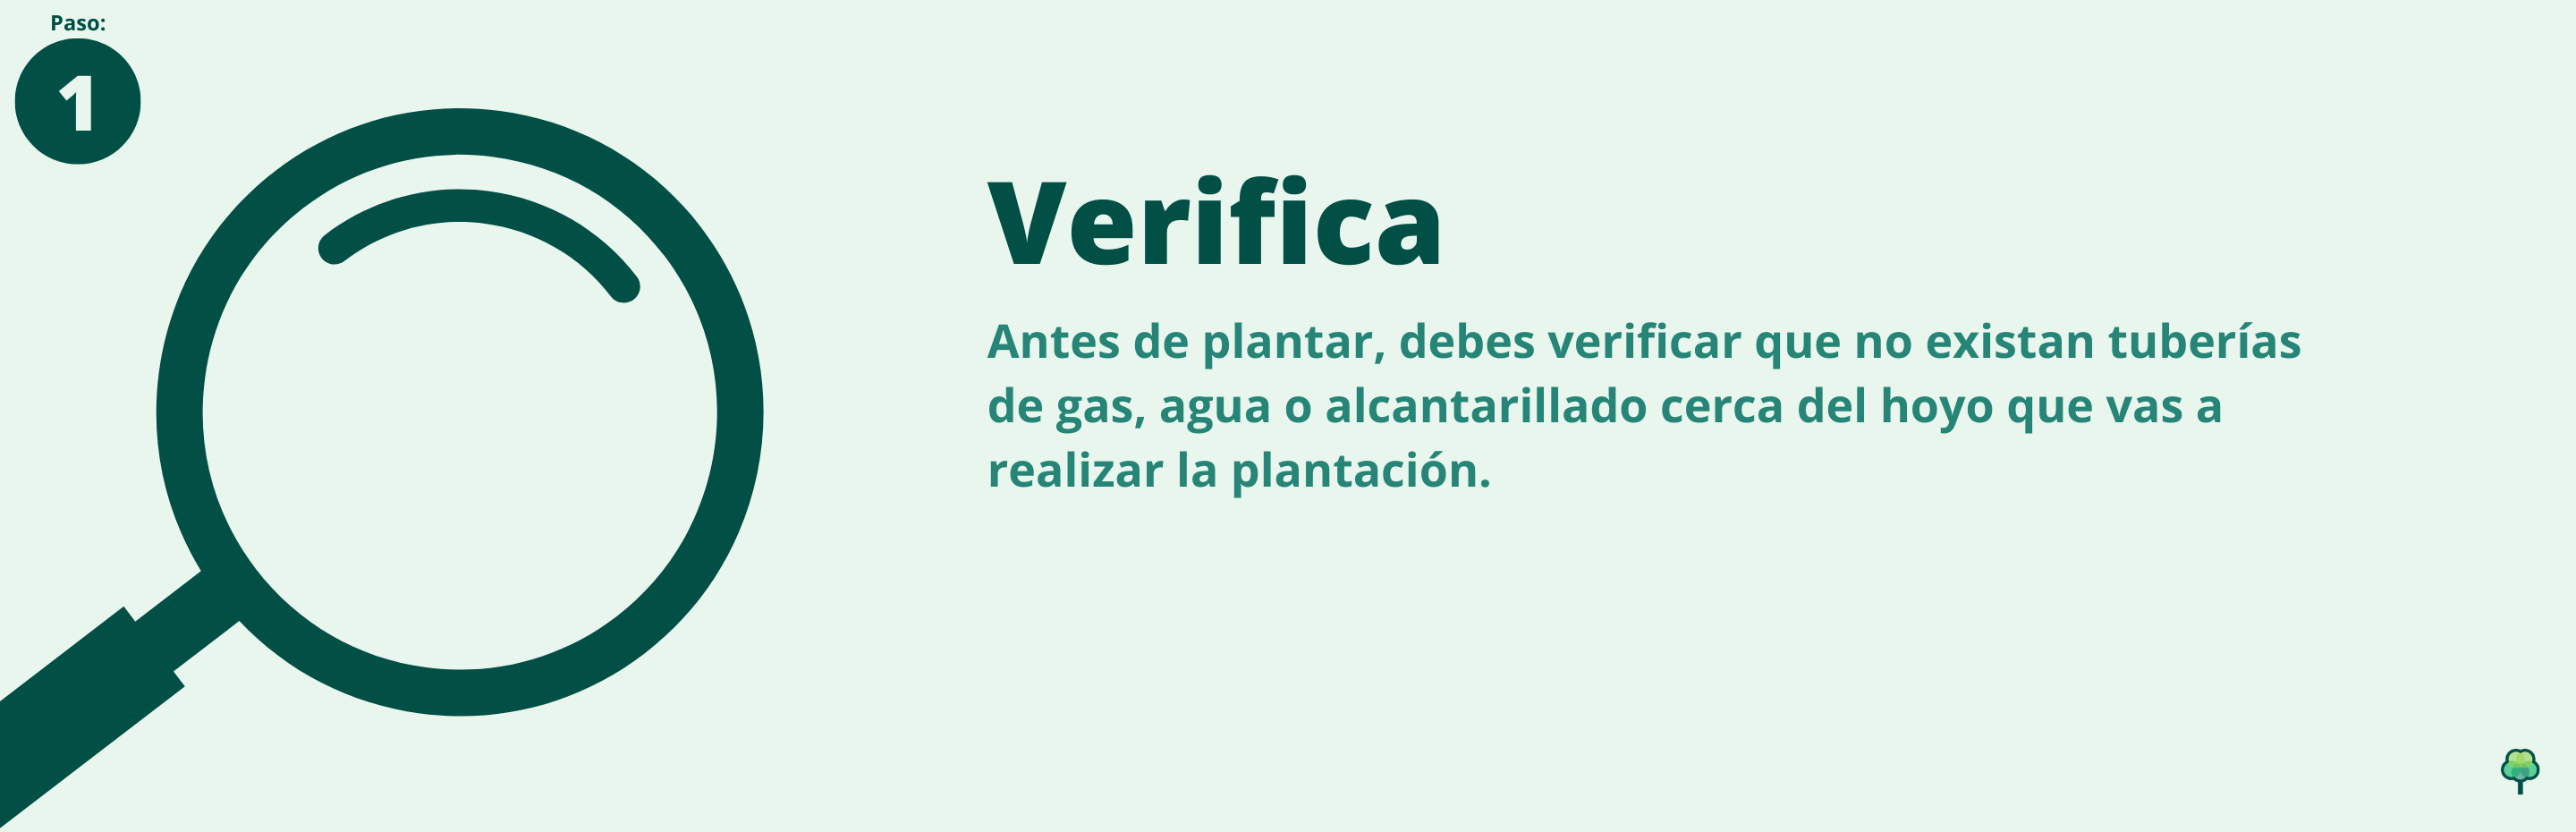 Paso:
1
Verifica
Antes de plantar, debes verificar que no existan tuberías
de gas, agua o alcantarillado cerca del hoyo que vas a
realizar la plantación.